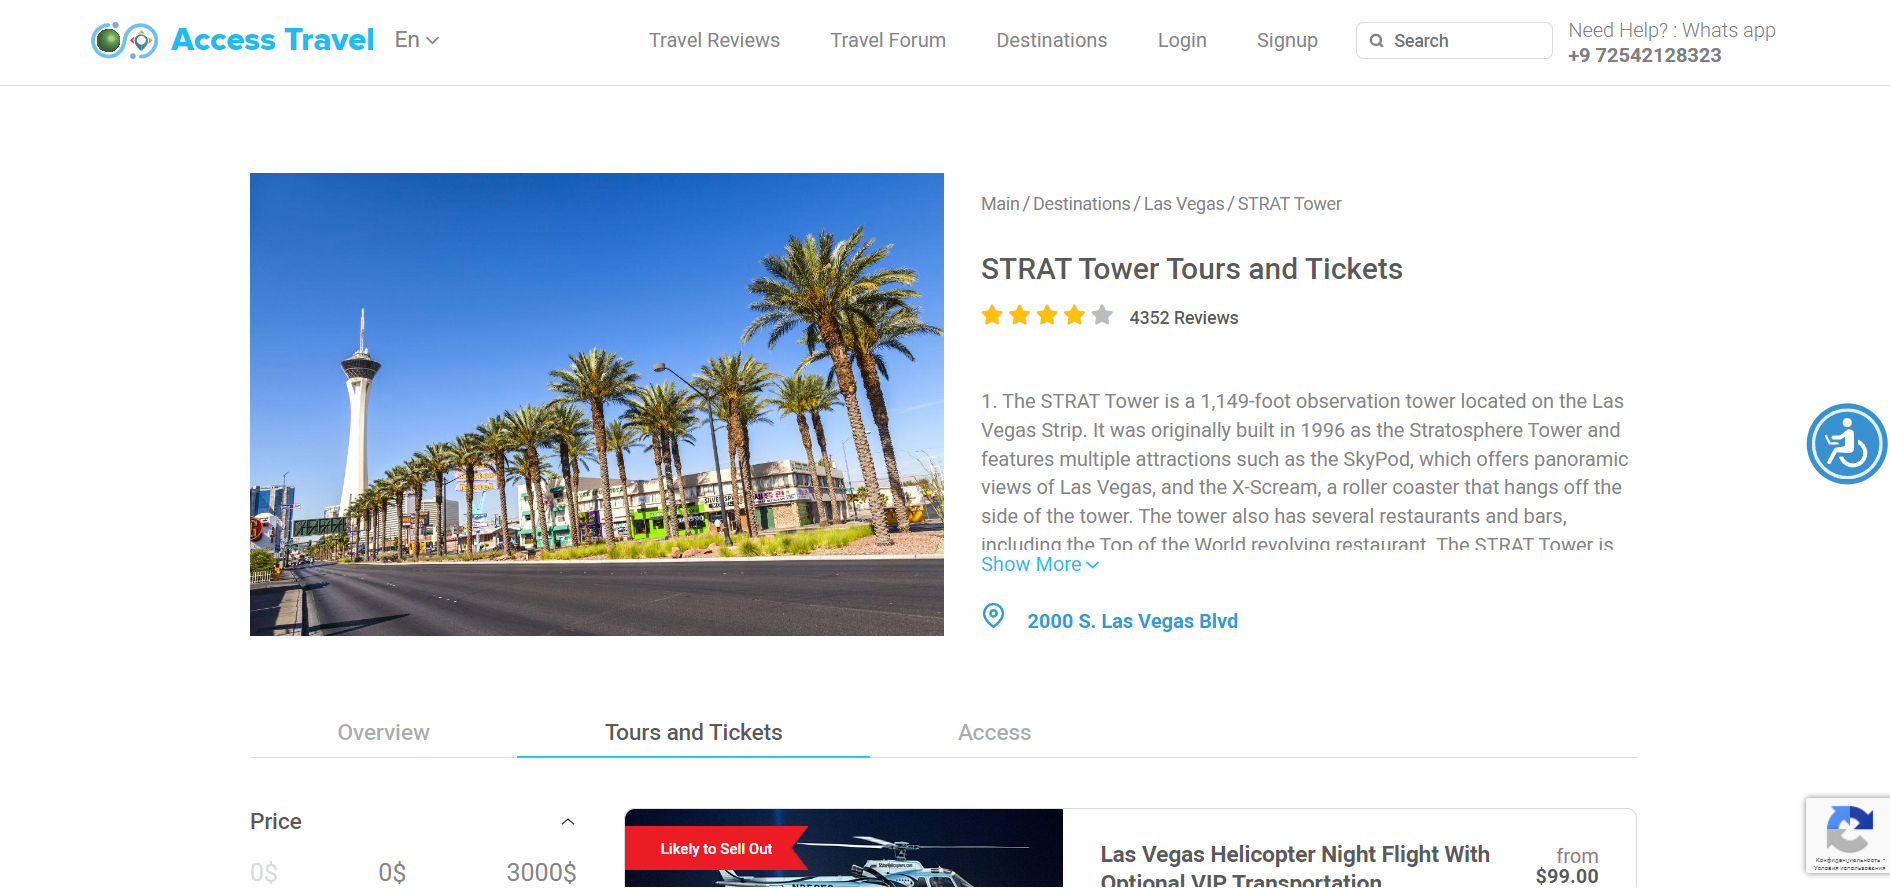 Access Travel
En
Travel Reviews
Travel Forum
Destinations
Login
Signup
Search
Need Help? : Whats app
+9 72542128323
Main / Destinations / Las Vegas / STRAT Tower
STRAT Tower Tours and Tickets
4352 Reviews
1. The STRAT Tower is a 1,149-foot observation tower located on the Las
Vegas Strip. It was originally built in 1996 as the Stratosphere Tower and
features multiple attractions such as the SkyPod, which offers panoramic
views of Las Vegas, and the X-Scream, a roller coaster that hangs off the
side of the tower. The tower also has several restaurants and bars,
including the Top of the World revolving restaurant. The STRAT Tower is
Show More
2000 S. Las Vegas Blvd
Overview
Tours and Tickets
Access
Price
0$
0$
3000$
Likely to Sell Out
Las Vegas Helicopter Night Flight With
Optional VIP Transportation
from
$99.00
Конфиденциальность -
Условия использования